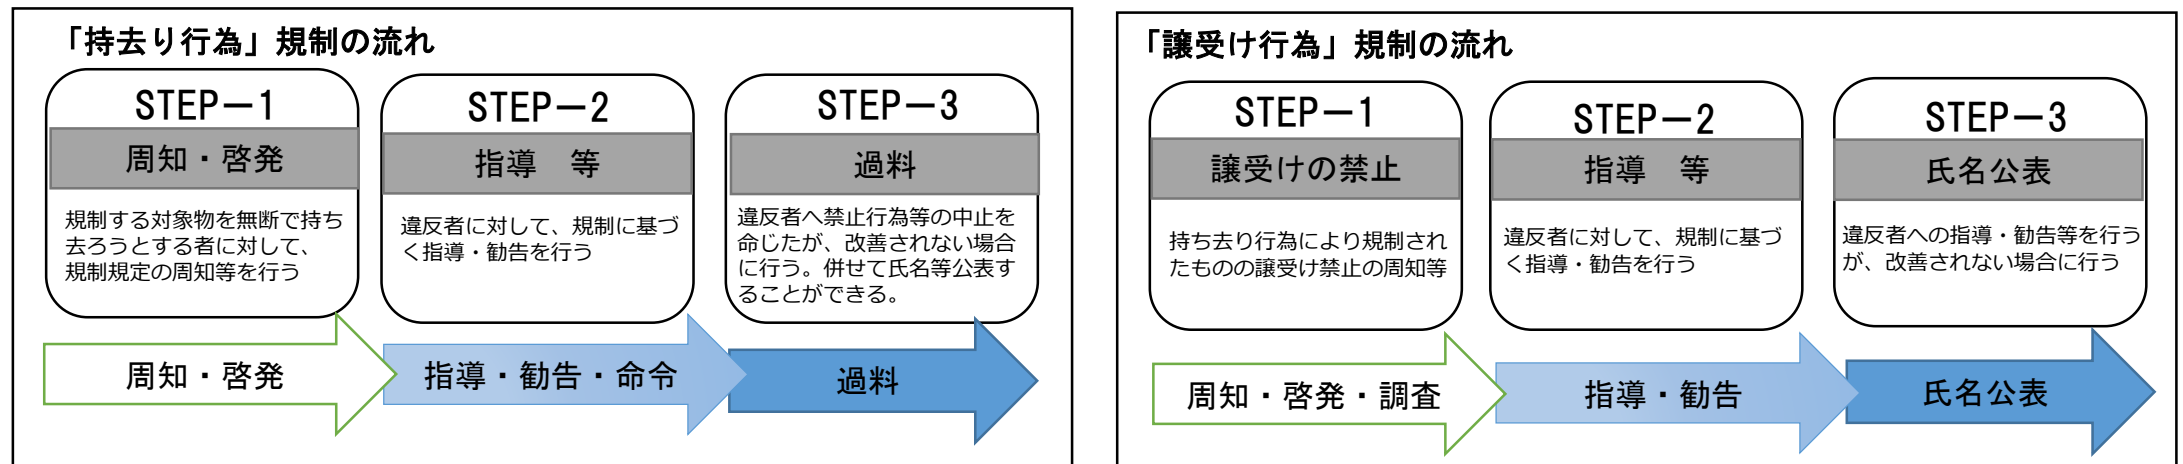 「持去り行為」規制の流れ
STEP－1
周知・啓発
規制する対象物を無断で持ち
去ろうとする者に対して、
規制規定の周知等を行う
STEP－2
指導　等
違反者に対して、規制に基づ
く指導・勧告を行う
STEP－3
過料
違反者へ禁止行為等の中止を
命じたが、改善されない場合
に行う。併せて氏名等公表す
ることができる。
周知・啓発
指導・勧告・命令
過料
「譲受け行為」規制の流れ
STEP－1
譲受けの禁止
持ち去り行為により規制され
たものの譲受け禁止の周知等
STEP－2
指導　等
違反者に対して、規制に基づ
く指導・勧告を行う
STEP－3
氏名公表
違反者への指導・勧告等を行う
が、改善されない場合に行う
周知・啓発・調査
指導・勧告
氏名公表